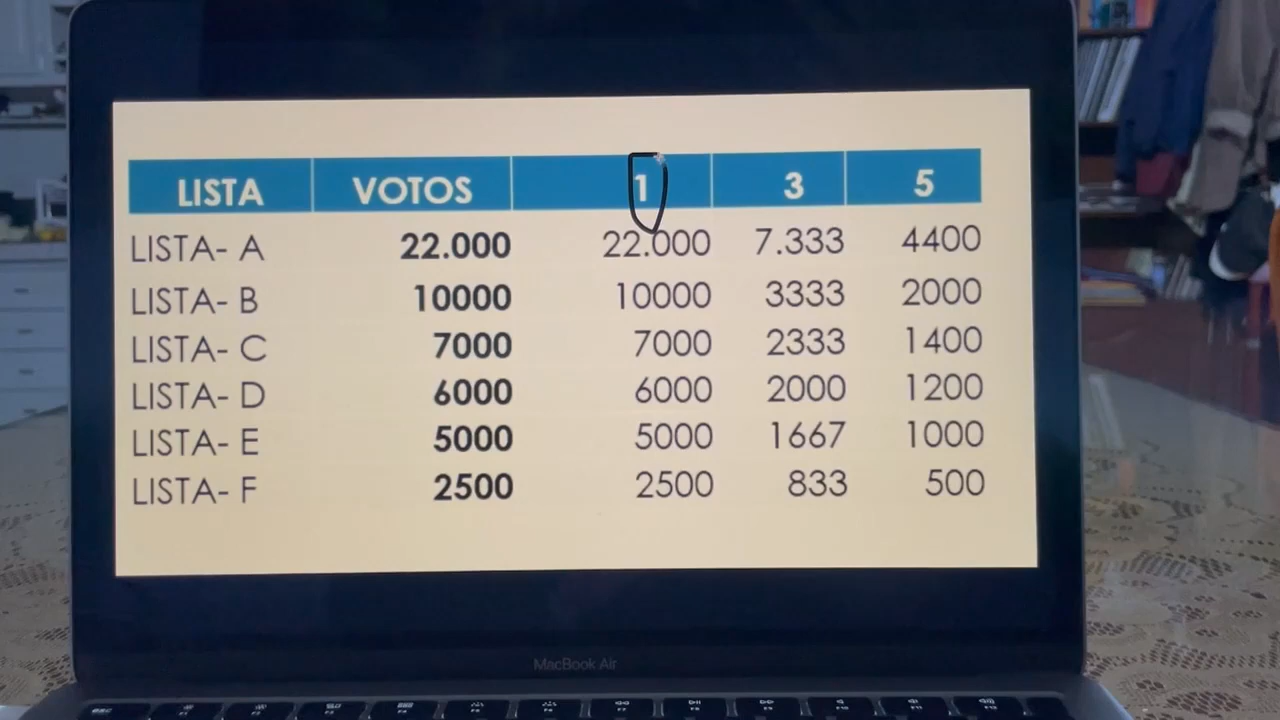 LISTA VOTOS 1 3 5
LISTA- A 22.000 22.000 7.333 4400
LISTA- B 10000 10000 3333 2000
LISTA- C 7000 7000 2333 1400
LISTA- D 6000 6000 2000 1200
LISTA- E 5000 5000 1667 1000
LISTA- F 2500 2500 833 500
MacBook Air
esc